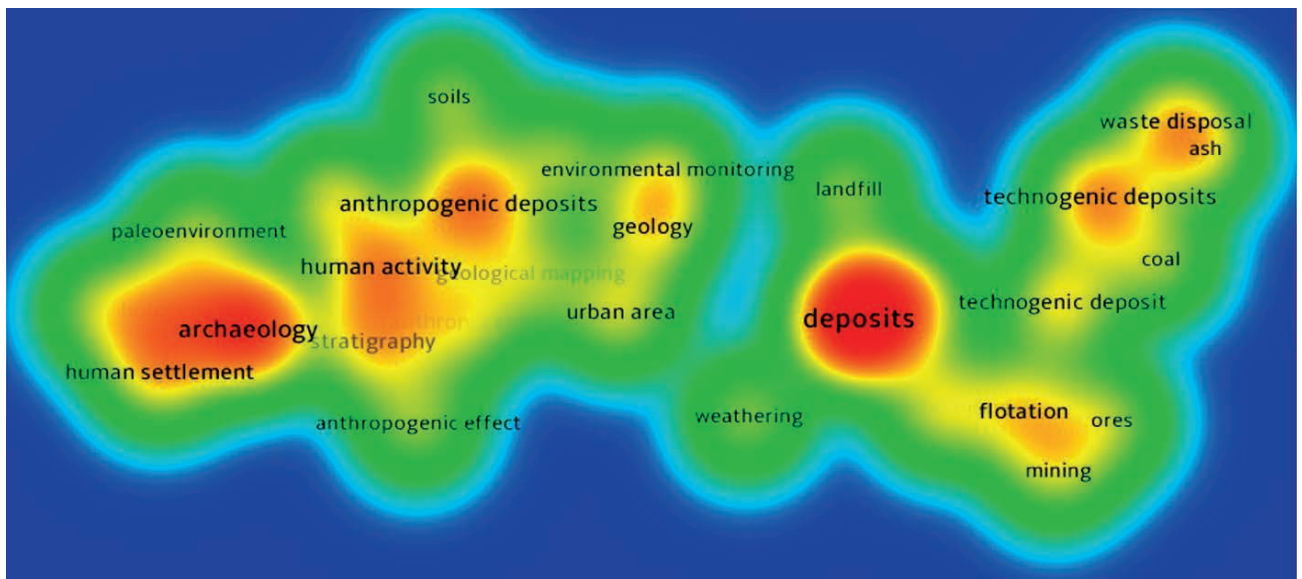 soils
waste disposal
ash
environmental monitoring
landfill
technogenic deposits
anthropogenic deposits
geology
paleoenvironment
coal
human activity
geological mapping
technogenic deposit
urban area
deposits
archaeology
stratigraphy
human settlement
flotation
ores
weathering
anthropogenic effect
mining